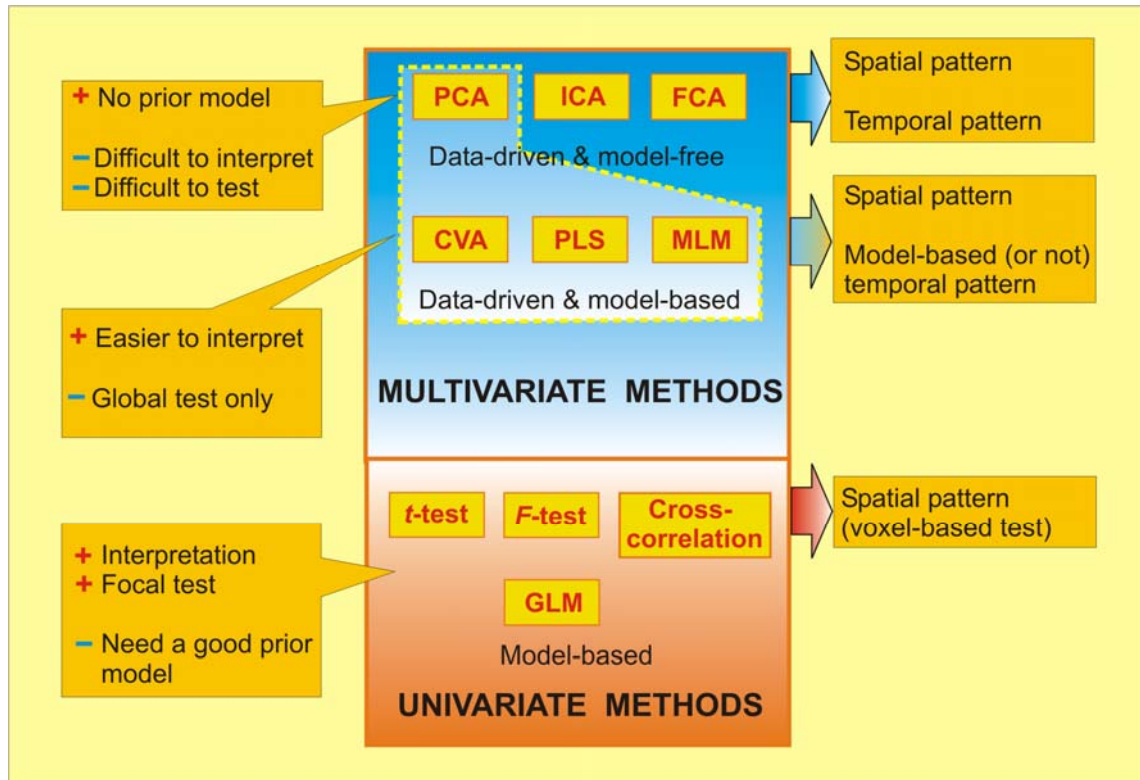 + No prior model
− Difficult to interpret
− Difficult to test
+ Easier to interpret
− Global test only
+ Interpretation
+ Focal test
− Need a good prior
model
PCA
ICA
FCA
Data-driven & model-free
CVA
PLS
MLM
Data-driven & model-based
MULTIVARIATE METHODS
t-test
F-test
Cross-
correlation
GLM
Model-based
UNIVARIATE METHODS
Spatial pattern
Temporal pattern
Spatial pattern
Model-based (or not)
temporal pattern
Spatial pattern
(voxel-based test)